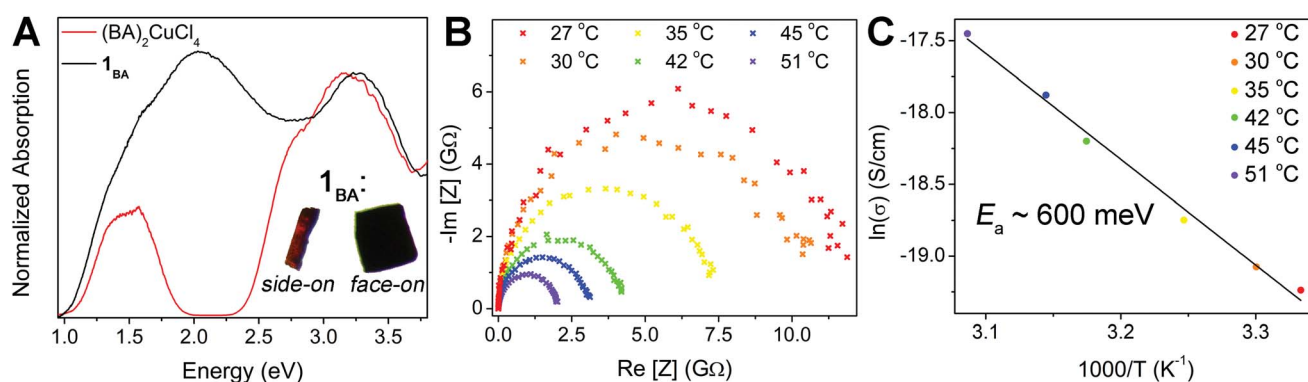 A
(BA)₂CuCl₄
1BA
Normalized Absorption
1BA:
side-on face-on
1.0 1.5 2.0 2.5 3.0 3.5
Energy (eV)
B
27 °C 35 °C 45 °C
30 °C 42 °C 51 °C
-Im [Z] (GΩ)
6
4
2
0
0.0 2.5 5.0 7.5 10.0
Re [Z] (GΩ)
C
27 °C
30 °C
35 °C
42 °C
45 °C
51 °C
ln(σ) (S/cm)
-17.5
-18.0
-18.5
-19.0
Eₐ ~ 600 meV
3.1 3.2 3.3
1000/T (K⁻¹)